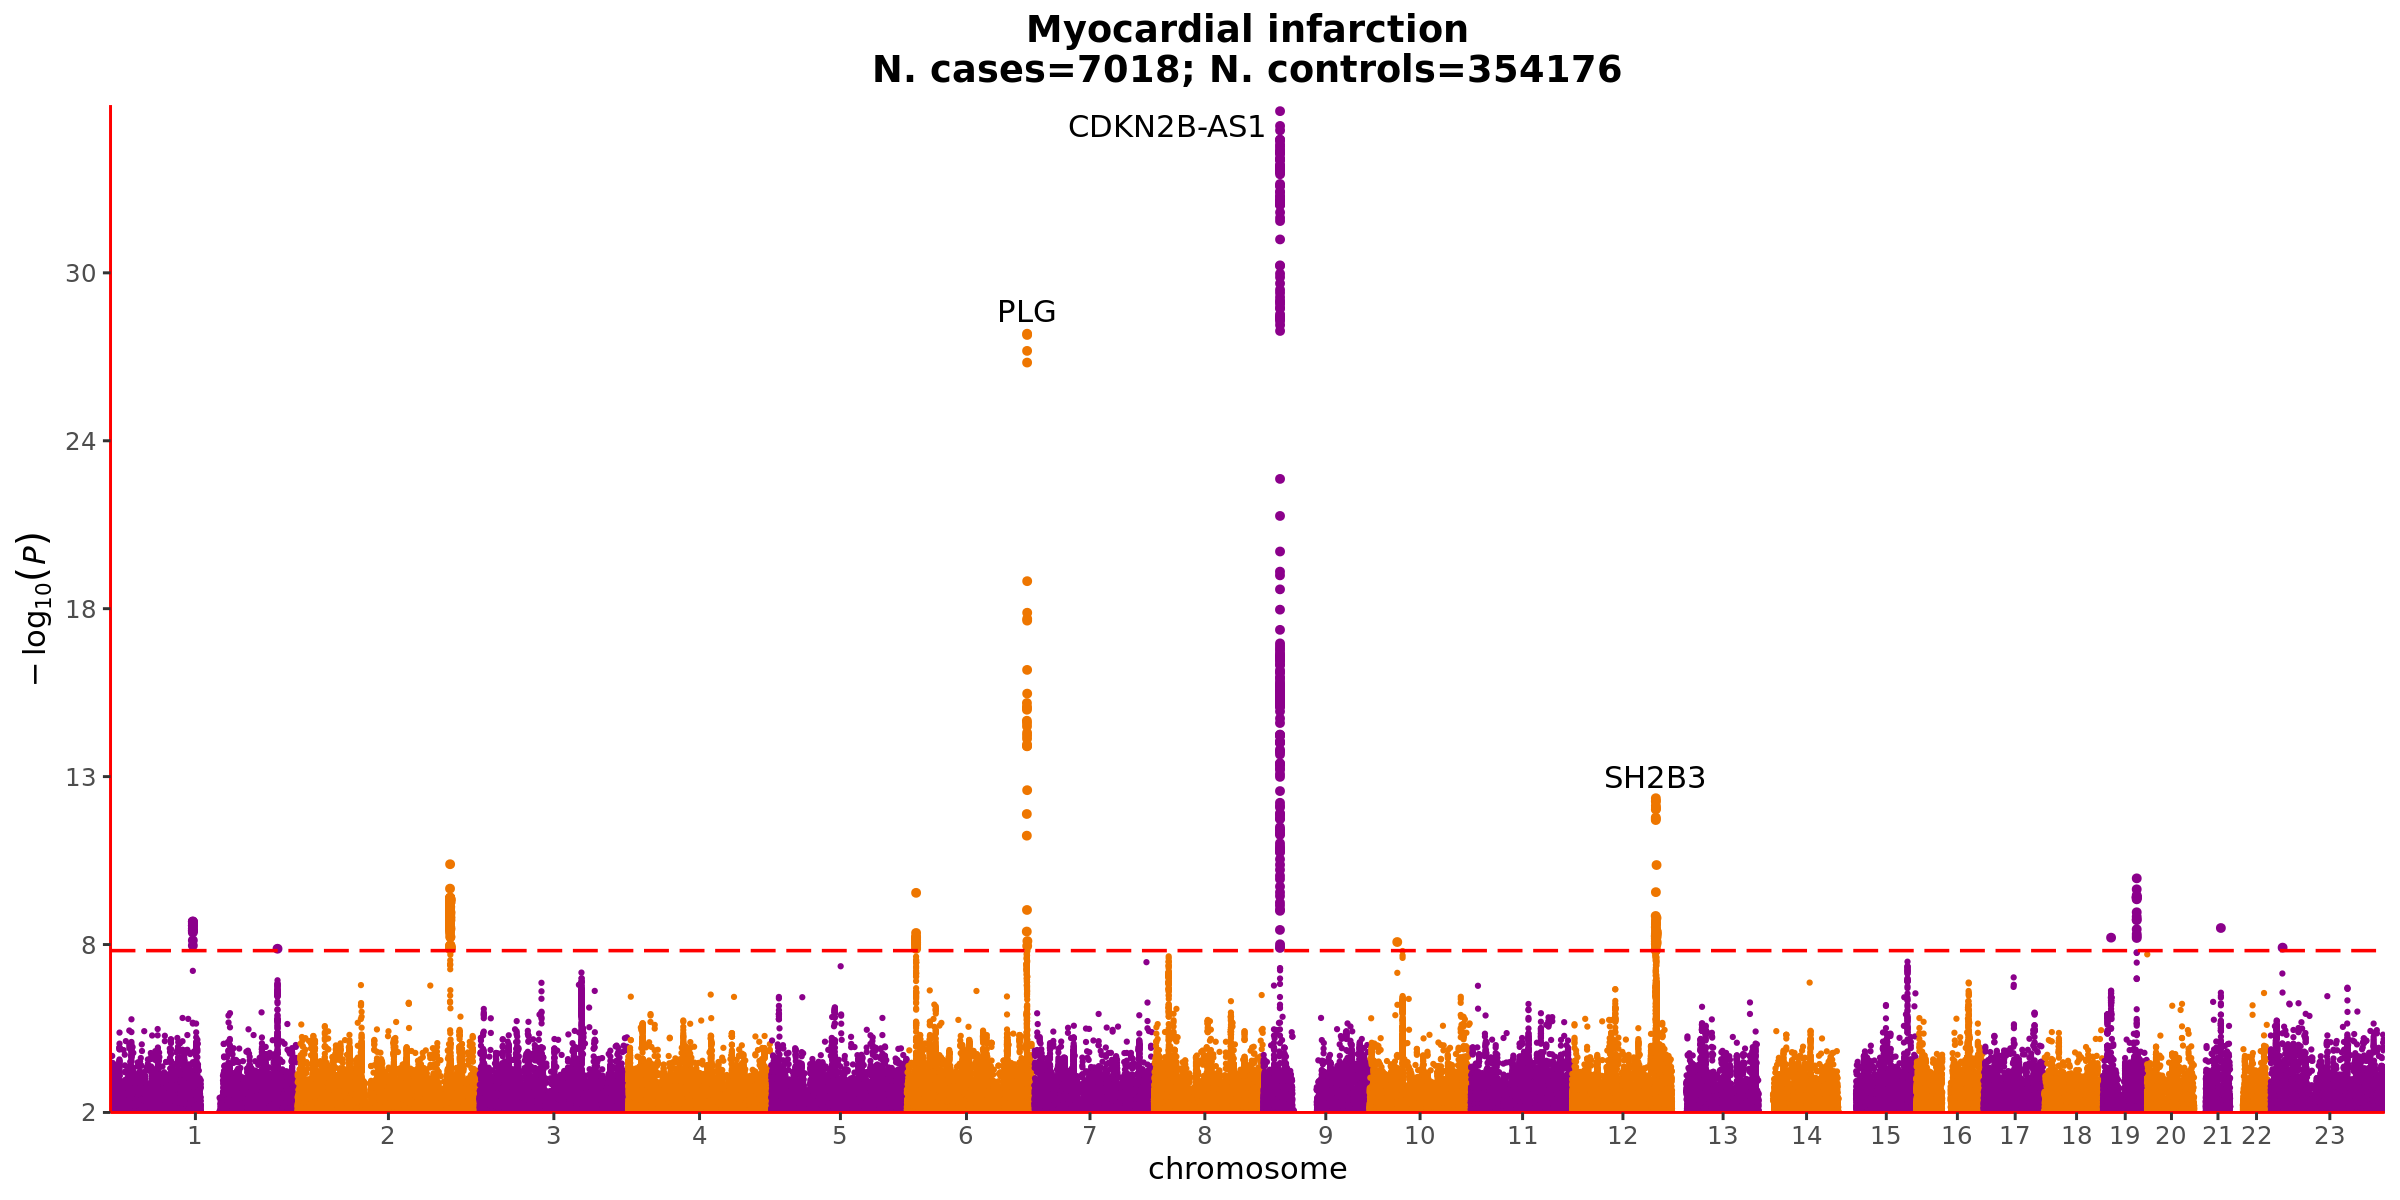 Myocardial infarction
N. cases=7018; N. controls=354176
CDKN2B-AS1
PLG
SH2B3
30
24
18
13
8
2
−log₁₀(P)
1 2 3 4 5 6 7 8 9 10 11 12 13 14 15 16 17 18 19 20 21 22 23
chromosome